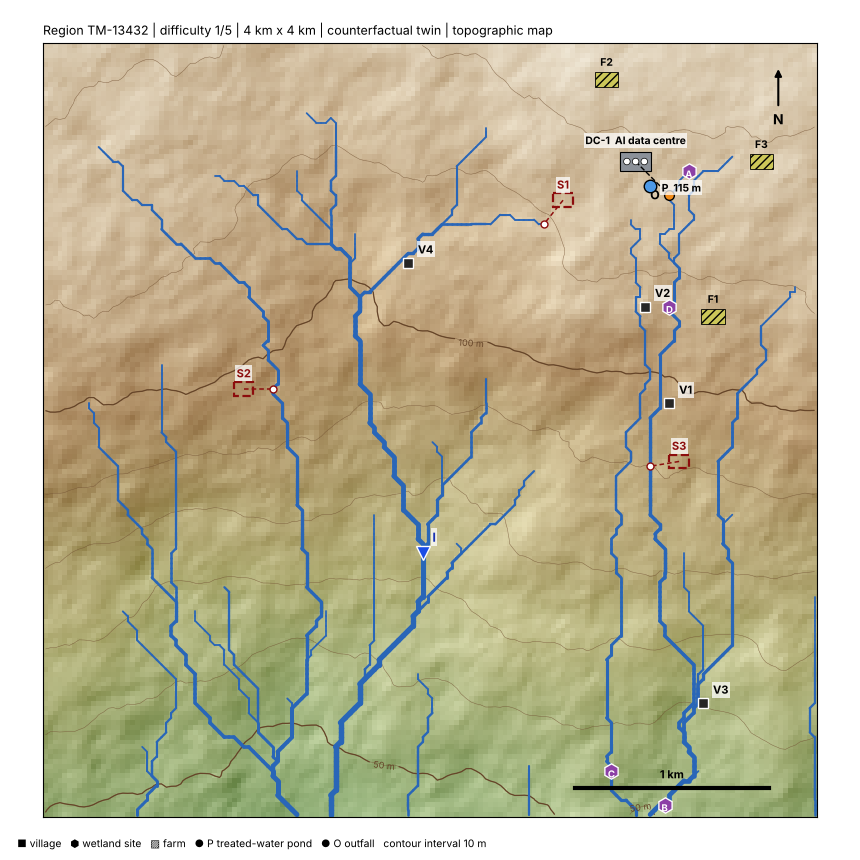 Region TM-13432 | difficulty 1/5 | 4 km x 4 km | counterfactual twin | topographic map
F2
N
DC-1 AI data centre
F3
A
P 115 m
O
S1
V4
V2
D
F1
100 m
S2
V1
S3
I
V3
50 m
C
1 km
B
village wetland site farm P treated-water pond O outfall contour interval 10 m